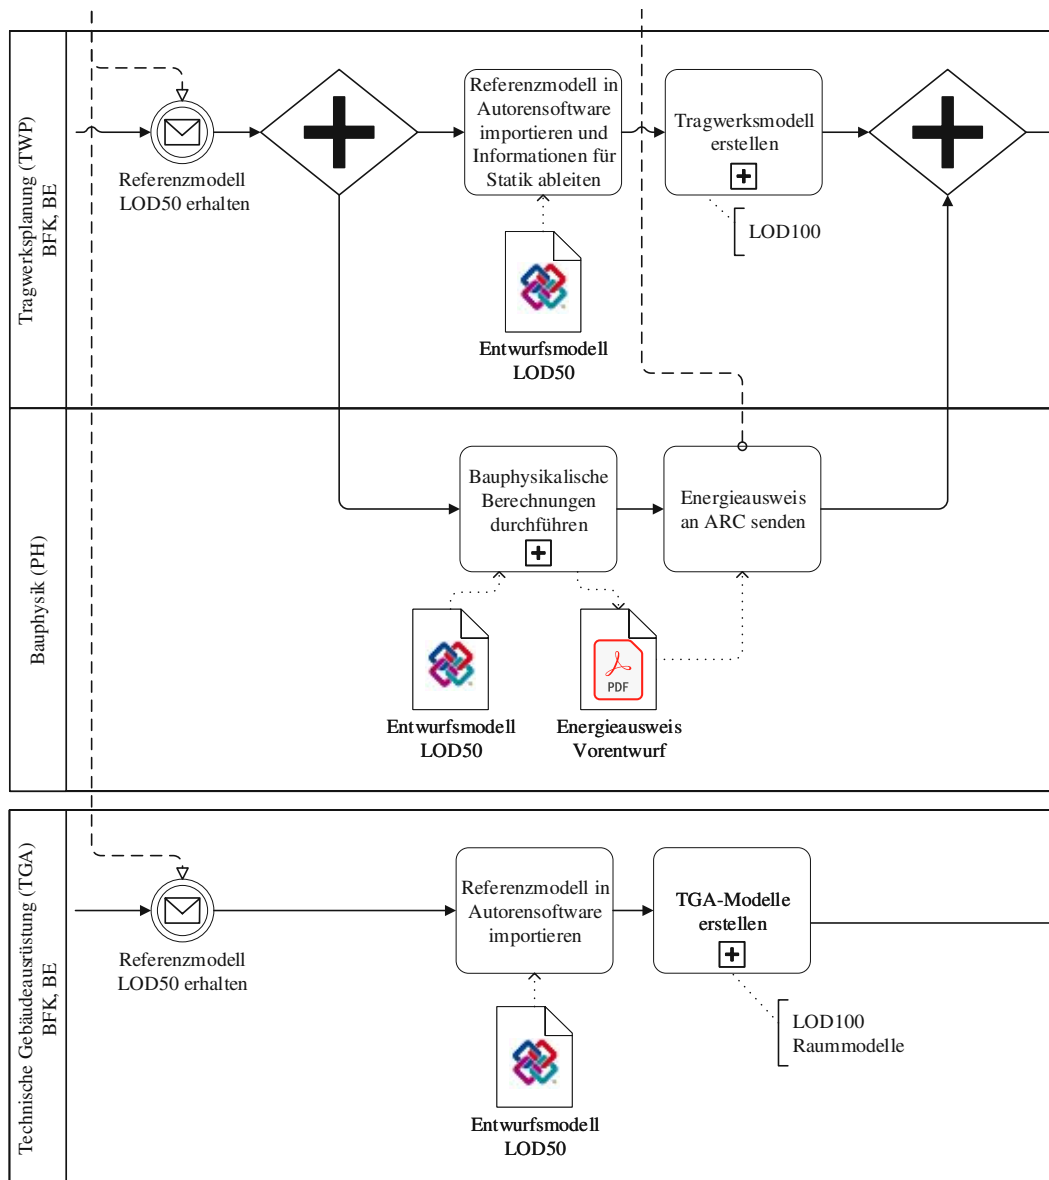 Tragwerksplanung (TWP)
BFK, BE
Referenzmodell
LOD50 erhalten
Referenzmodell in
Autorensoftware
importieren und
Informationen für
Statik ableiten
Tragwerksmodell
erstellen
LOD100
Entwurfsmodell
LOD50
Bauphysik (PH)
Bauphysikalische
Berechnungen
durchführen
Energieausweis
an ARC senden
Entwurfsmodell
LOD50
PDF
Energieausweis
Vorentwurf
Technische Gebäudeausrüstung (TGA)
BFK, BE
Referenzmodell
LOD50 erhalten
Referenzmodell in
Autorensoftware
importieren
TGA-Modelle
erstellen
LOD100
Raummodelle
Entwurfsmodell
LOD50